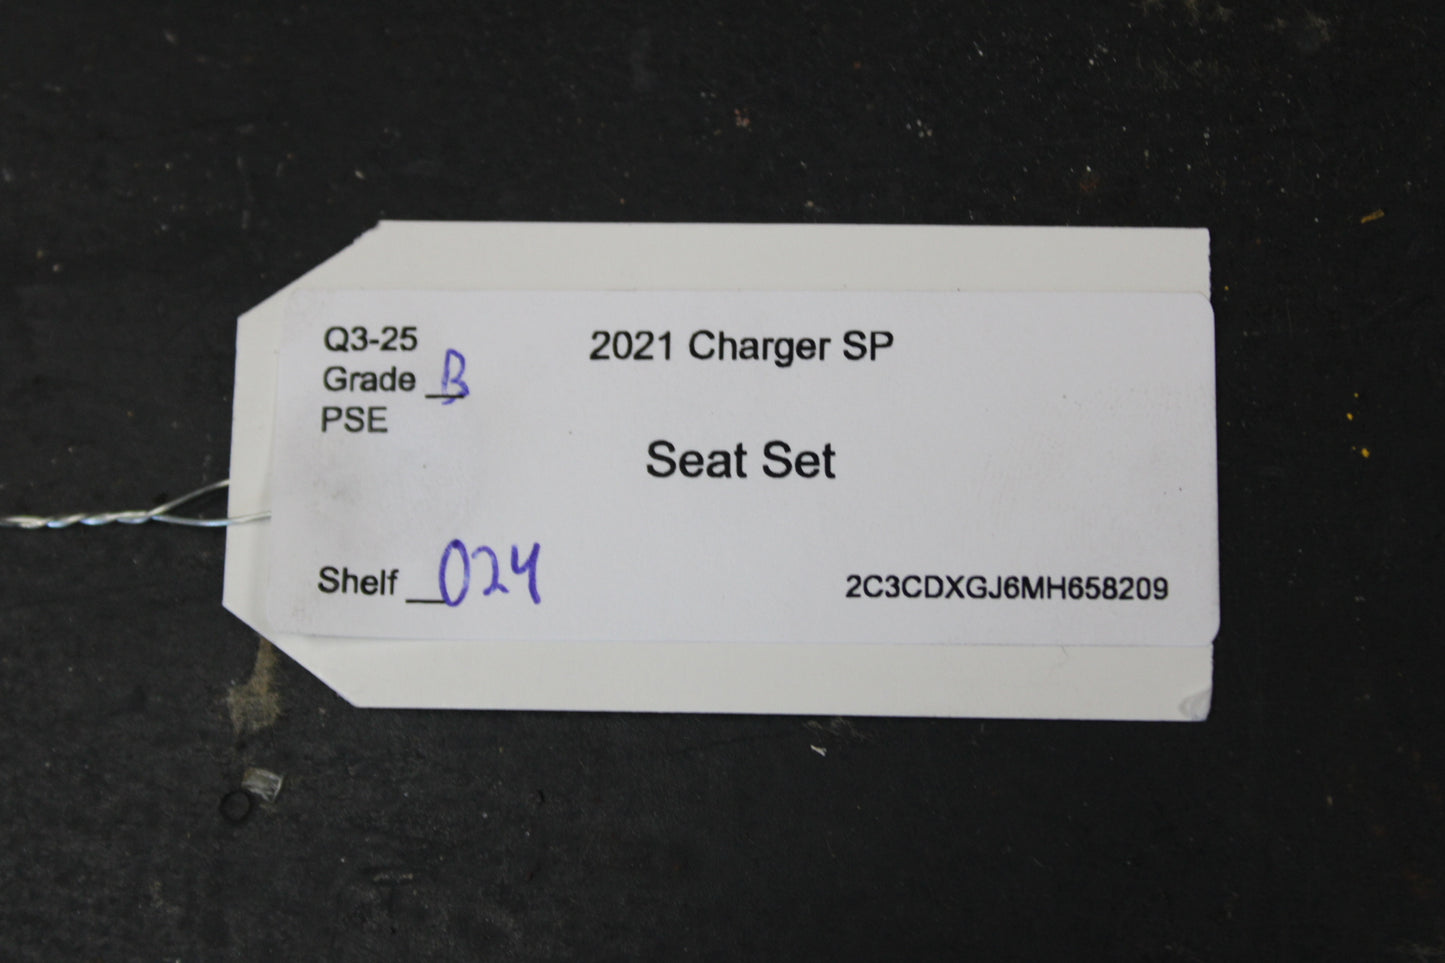 Q3-25
2021 Charger SP
Grade B
PSE
Seat Set
Shelf 024
2C3CDXGJ6MH658209